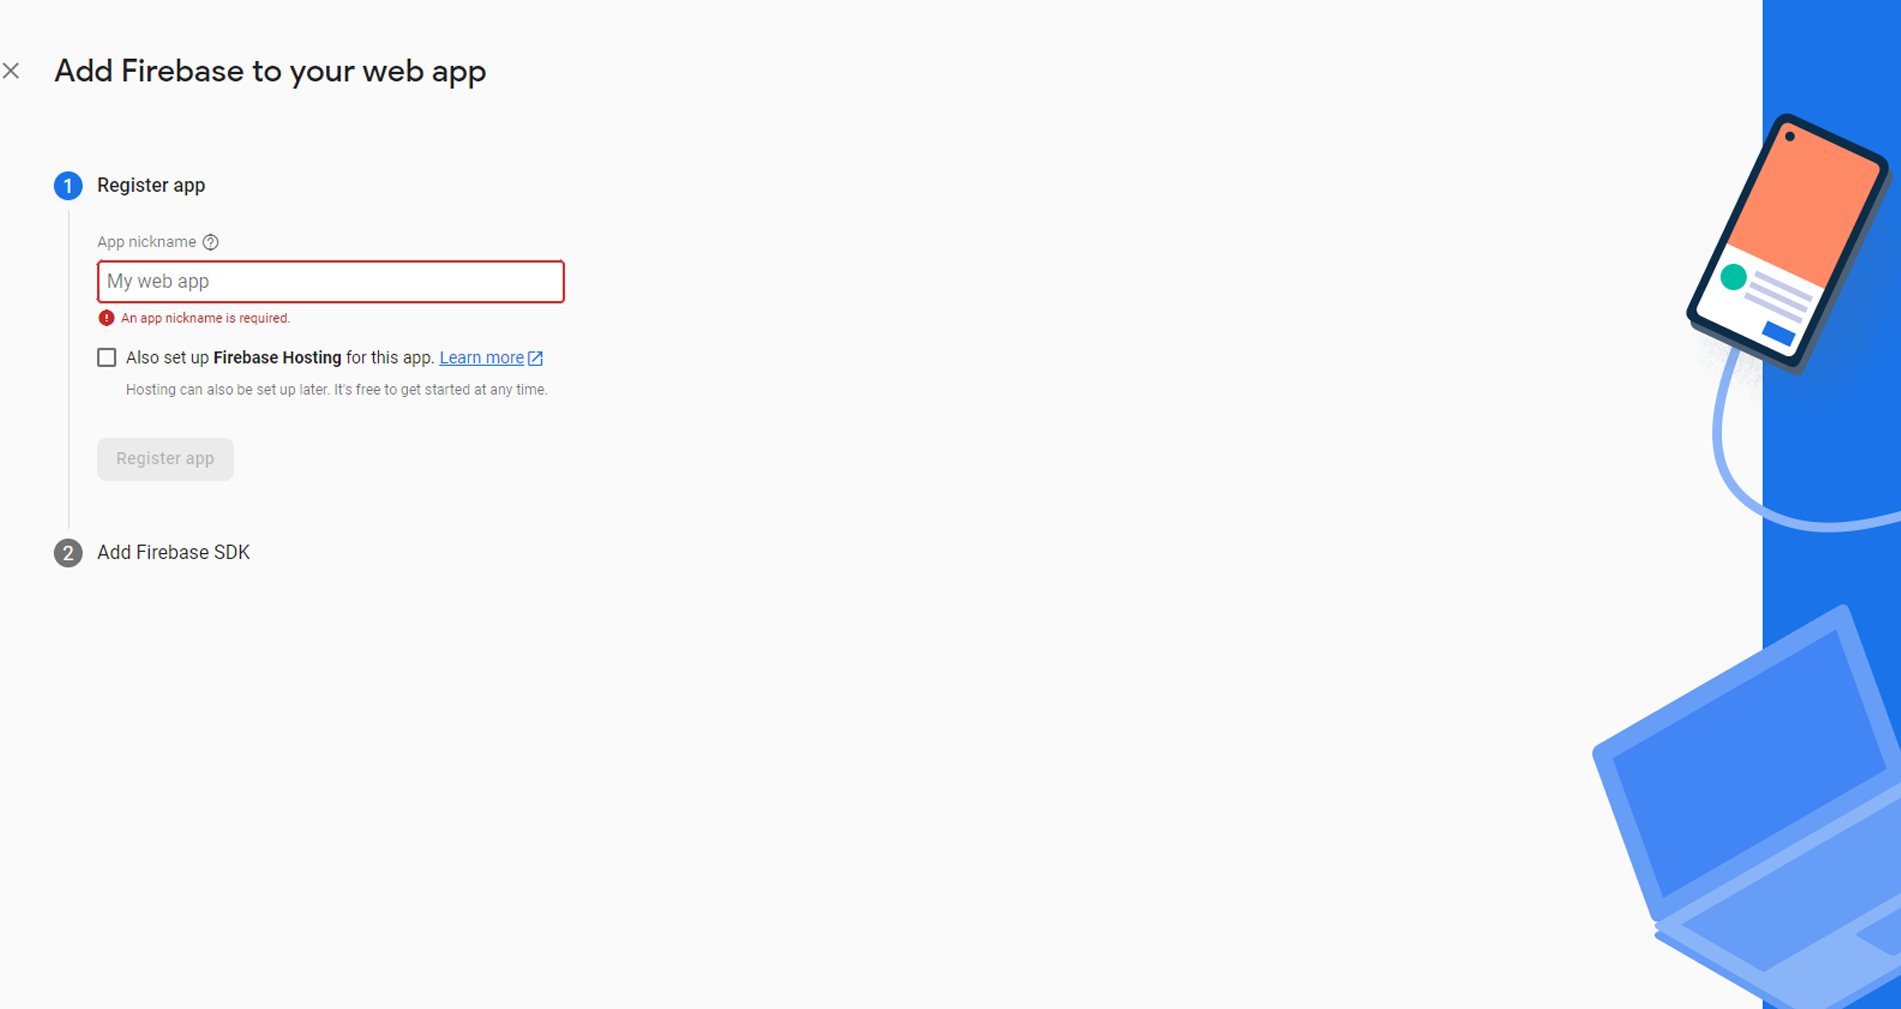 Add Firebase to your web app
1 Register app
App nickname
My web app
An app nickname is required.
Also set up Firebase Hosting for this app. Learn more
Hosting can also be set up later. It's free to get started at any time.
Register app
2 Add Firebase SDK